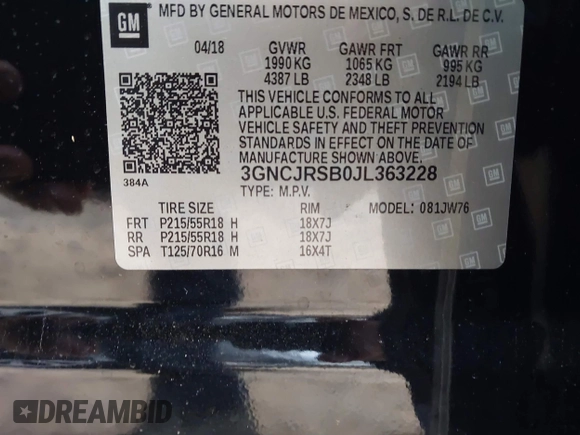 GM
MFD BY GENERAL MOTORS DE MEXICO, S. DE R.L. DE C.V.
04/18 GVWR GAWR FRT GAWR RR
1990 KG 1065 KG 995 KG
4387 LB 2348 LB 2194 LB
THIS VEHICLE CONFORMS TO ALL
APPLICABLE U.S. FEDERAL MOTOR
VEHICLE SAFETY AND THEFT PREVENTION
STANDARDS IN EFFECT ON THE DATE OF
MANUFACTURE SHOWN ABOVE.
384A
3GNCJRSB0JL363228
TYPE: M.P.V. MODEL: 081JW76
TIRE SIZE RIM
FRT P215/55R18 H 18X7J
RR P215/55R18 H 18X7J
SPA T125/70R16 M 16X4T
DREAMBID